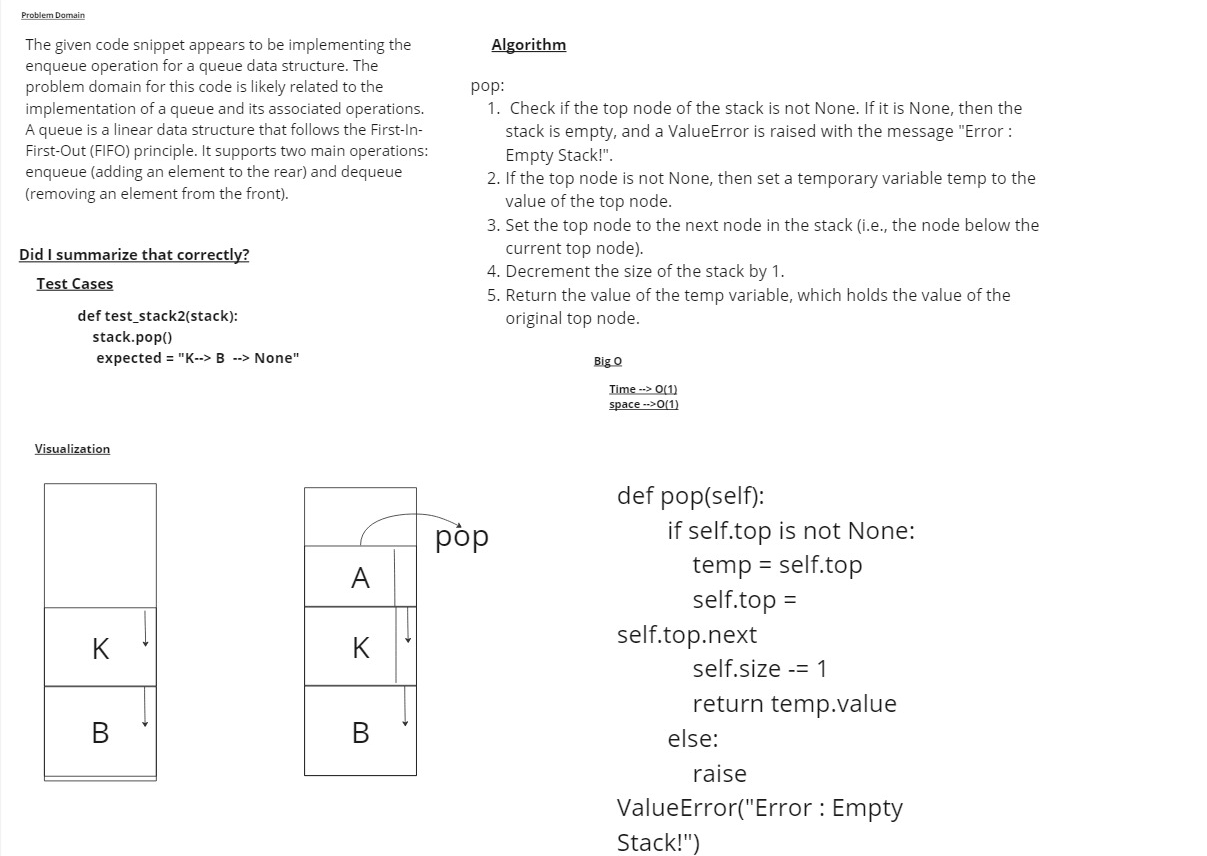 Problem Domain
The given code snippet appears to be implementing the
enqueue operation for a queue data structure. The
problem domain for this code is likely related to the
implementation of a queue and its associated operations.
A queue is a linear data structure that follows the First-In-
First-Out (FIFO) principle. It supports two main operations:
enqueue (adding an element to the rear) and dequeue
(removing an element from the front).
Did I summarize that correctly?
Test Cases
def test_stack2(stack):
stack.pop()
expected = "K--> B --> None"
Algorithm
pop:
1. Check if the top node of the stack is not None. If it is None, then the
stack is empty, and a ValueError is raised with the message "Error :
Empty Stack!".
2. If the top node is not None, then set a temporary variable temp to the
value of the top node.
3. Set the top node to the next node in the stack (i.e., the node below the
current top node).
4. Decrement the size of the stack by 1.
5. Return the value of the temp variable, which holds the value of the
original top node.
Big O
Time --> O(1)
space -->O(1)
Visualization
K
B
pop
A
K
B
def pop(self):
if self.top is not None:
temp = self.top
self.top =
self.top.next
self.size -= 1
return temp.value
else:
raise
ValueError("Error : Empty
Stack!")